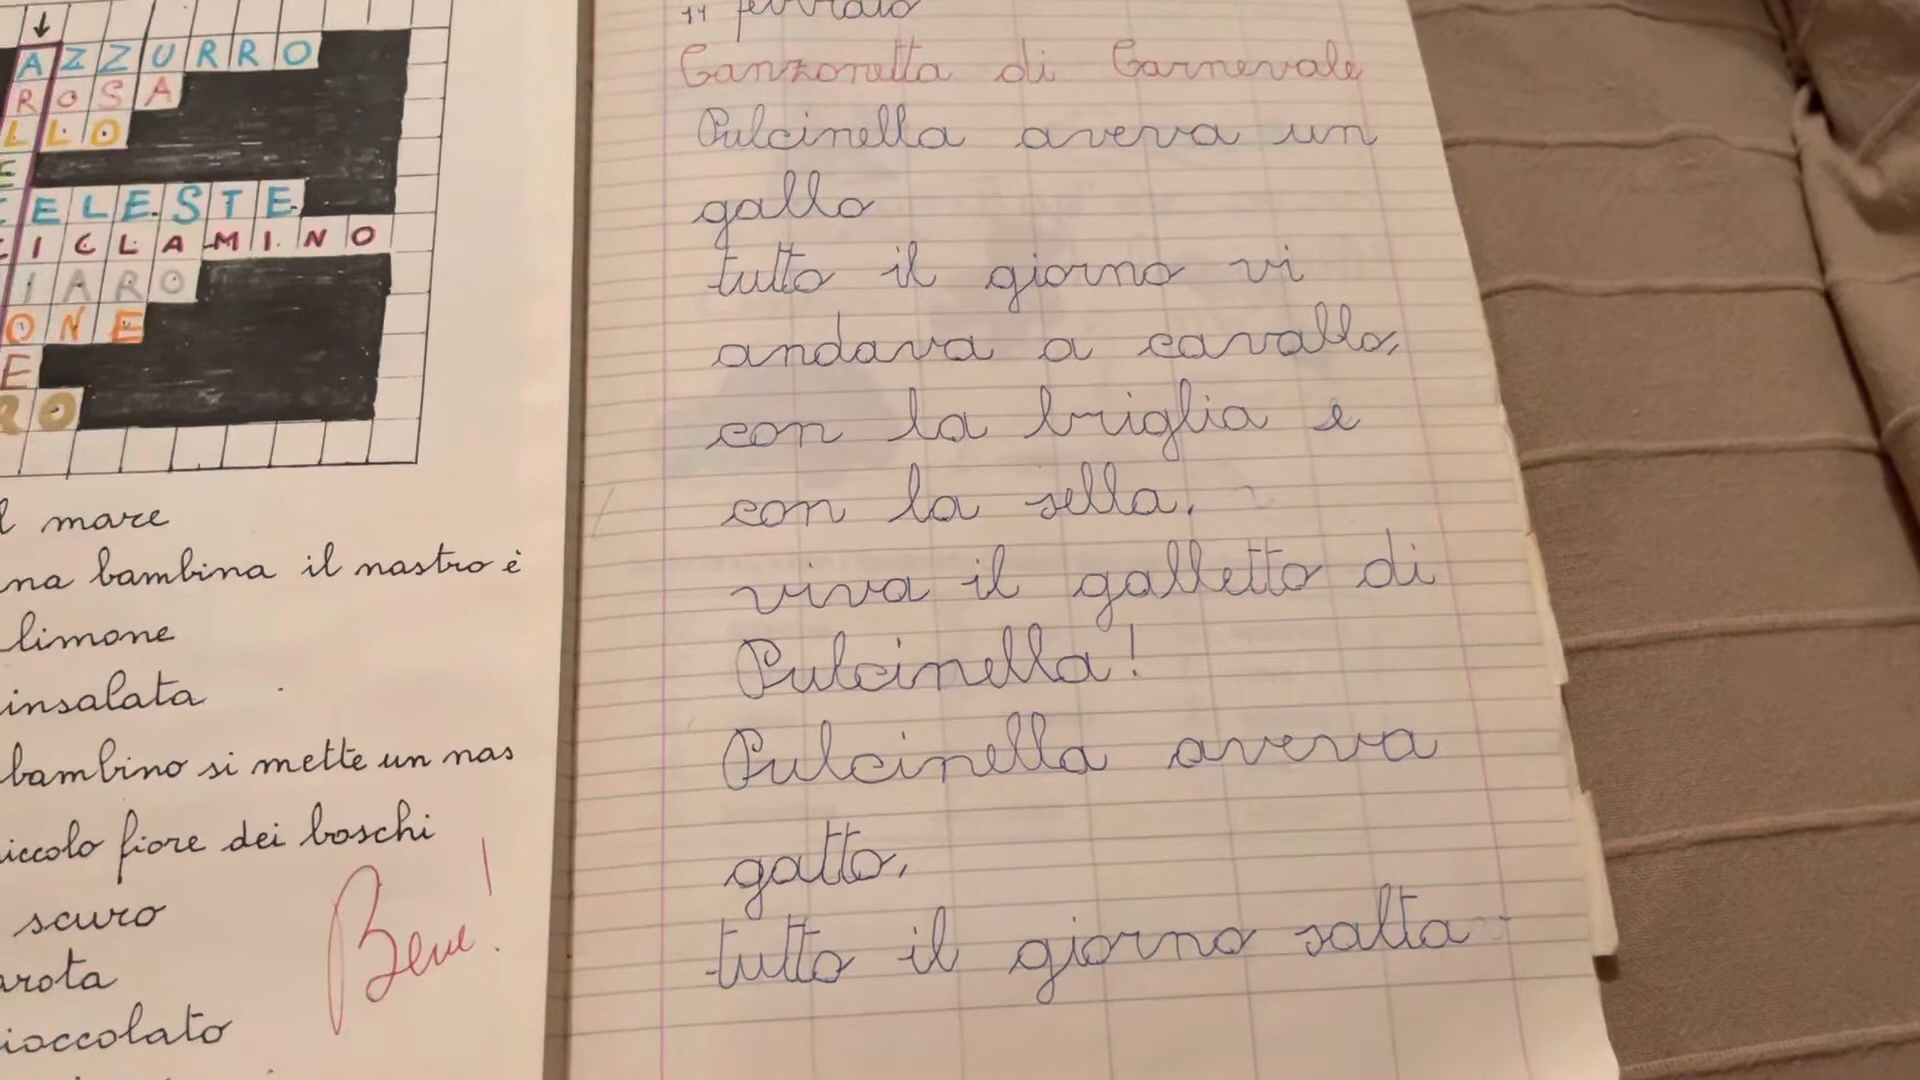 AZZURRO
ROSA
LLO
E
CELESTE
CICLAMINO
IARO
ONE
E
RO
l mare
na bambina il nastro è
limone
insalata
bambino si mette un nas
iccolo fiore dei boschi
scuro
arota
ioccolato
Bene!
febbraio
Canzonetta di Carnevale
Pulcinella aveva un
gallo
tutto il giorno vi
andava a cavallo,
con la briglia e
con la sella,
viva il galletto di
Pulcinella!
Pulcinella aveva
gatto,
tutto il giorno salta